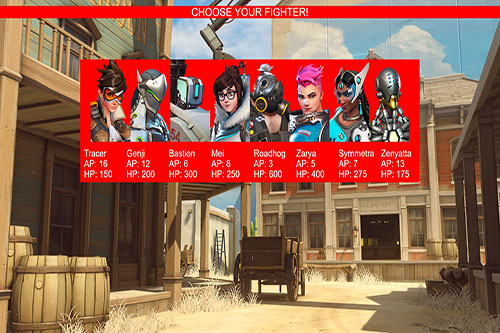 CHOOSE YOUR FIGHTER!
Tracer Genji Bastion Mei Roadhog Zarya Symmetra Zenyatta
AP: 16 AP: 12 AP: 6 AP: 8 AP: 3 AP: 5 AP: 7 AP: 13
HP: 150 HP: 200 HP: 300 HP: 250 HP: 600 HP: 400 HP: 275 HP: 175